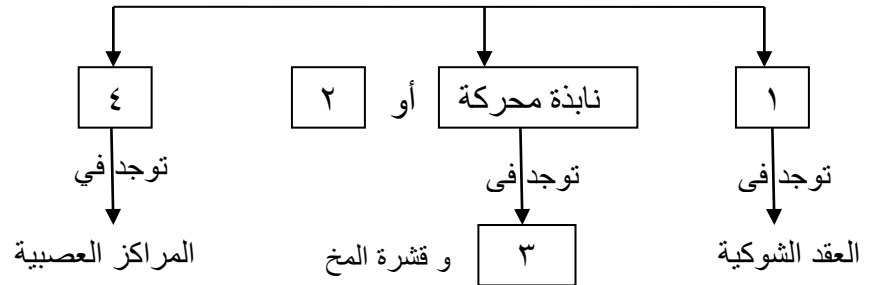 ١ نابذة محركة أو ٢ ٤
توجد فى توجد فى توجد في
العقد الشوكية ٣ و قشرة المخ المراكز العصبية